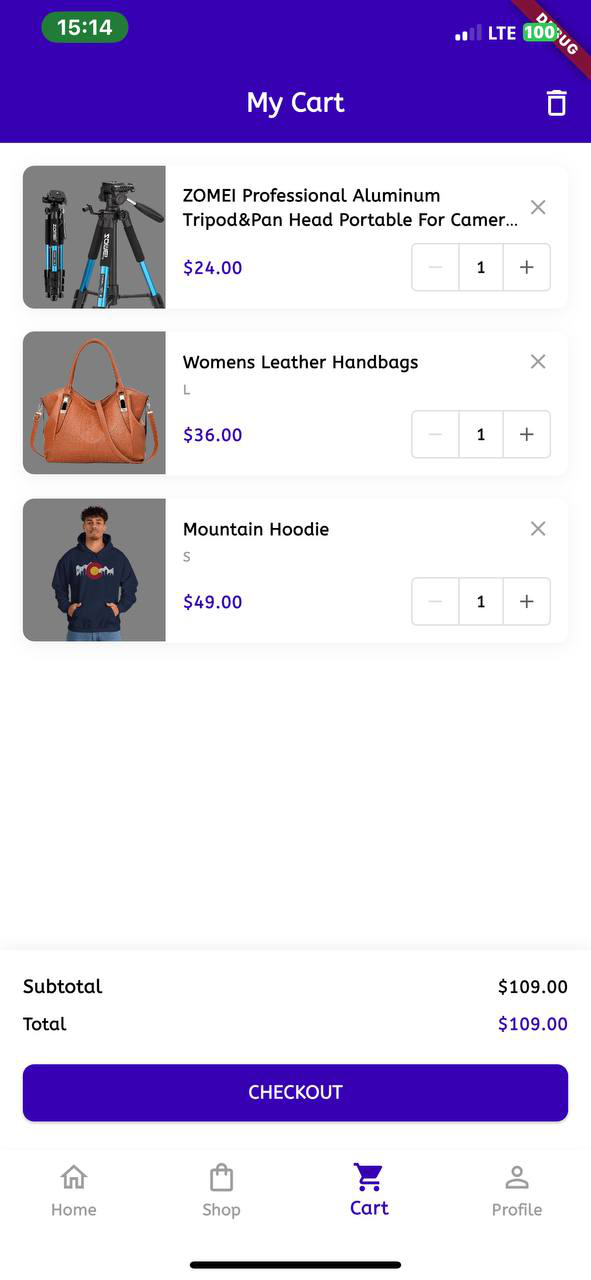 15:14
LTE 100
DEBUG
My Cart
ZOMEI Professional Aluminum
Tripod&Pan Head Portable For Camer...
$24.00
1
ZOMEI
ZOMEI
Womens Leather Handbags
L
$36.00
1
Mountain Hoodie
S
$49.00
1
Subtotal $109.00
Total $109.00
CHECKOUT
Home Shop Cart Profile